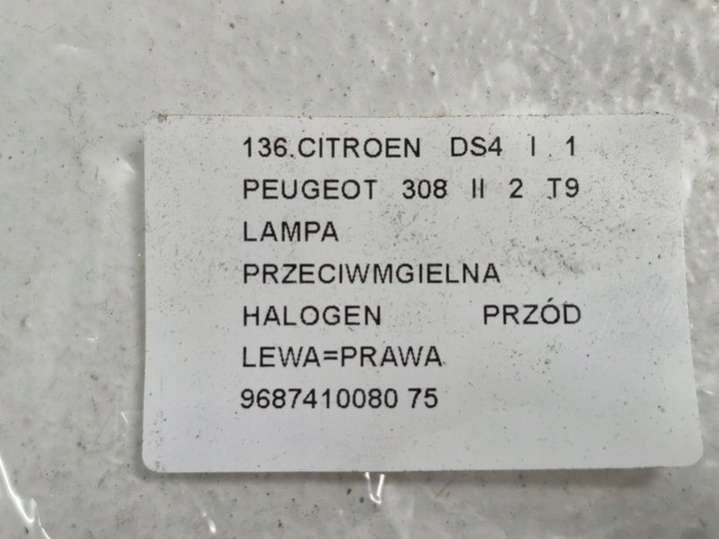 136.CITROEN DS4 I 1
PEUGEOT 308 II 2 T9
LAMPA
PRZECIWMGIELNA
HALOGEN PRZÓD
LEWA=PRAWA
9687410080 75